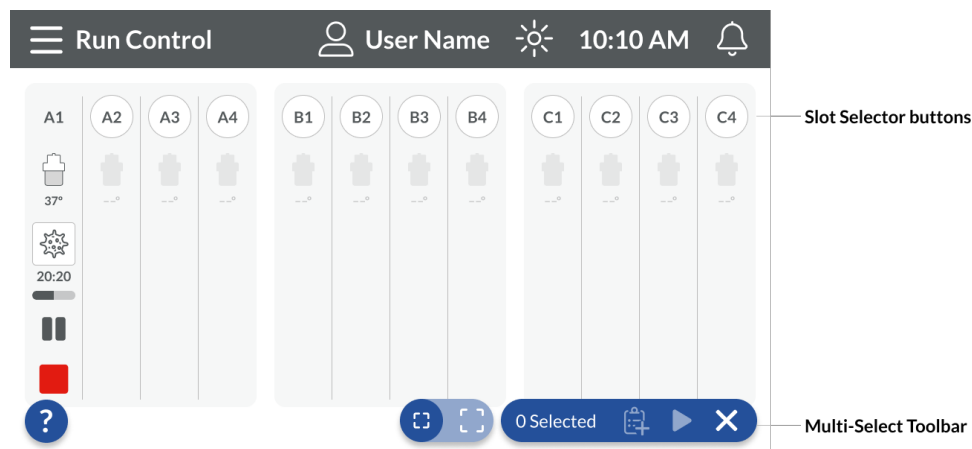 Run Control User Name 10:10 AM
A1 A2 A3 A4 B1 B2 B3 B4 C1 C2 C3 C4 Slot Selector buttons
37° --° --° --° --° --° --° --° --° --° --° --°
20:20
? 0 Selected Multi-Select Toolbar